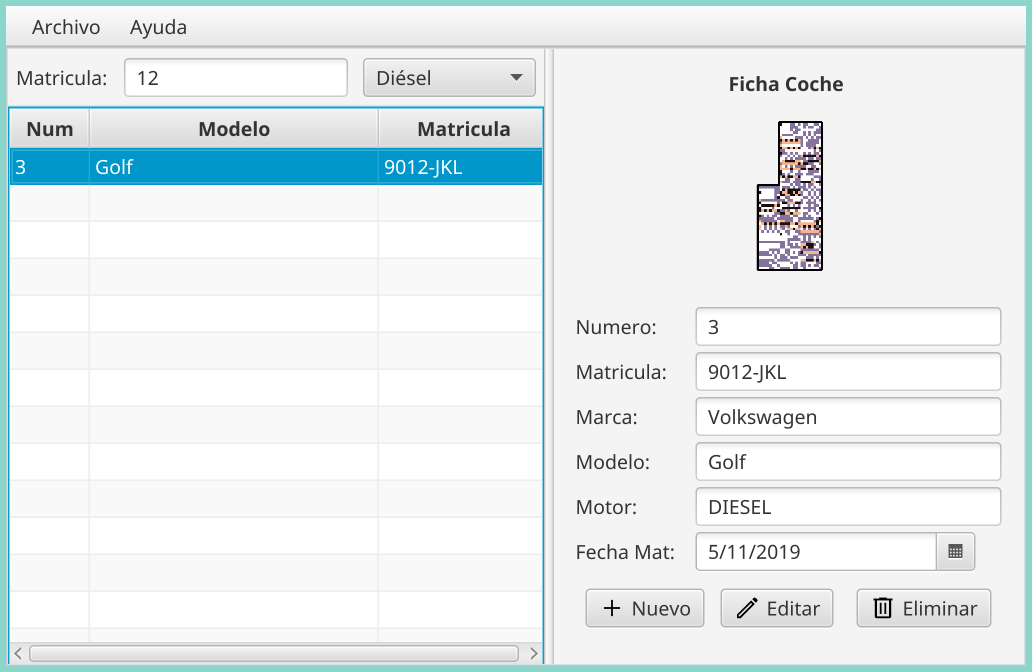 Archivo Ayuda
Matricula: 12 Diésel
Num Modelo Matricula
3 Golf 9012-JKL
Ficha Coche
Numero: 3
Matricula: 9012-JKL
Marca: Volkswagen
Modelo: Golf
Motor: DIESEL
Fecha Mat: 5/11/2019
Nuevo Editar Eliminar